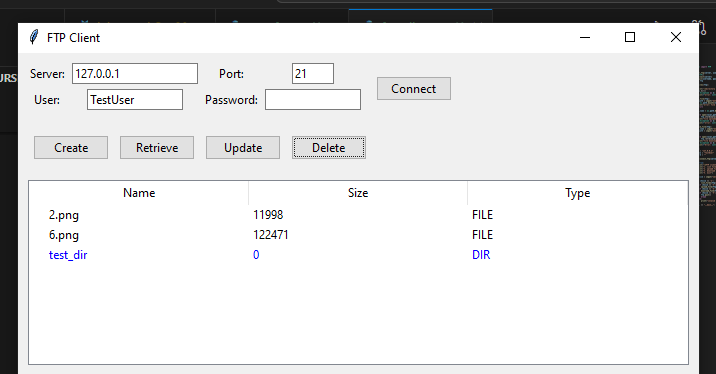 FTP Client
Server: 127.0.0.1 Port: 21
Connect
User: TestUser Password:
Create Retrieve Update Delete
Name Size Type
2.png 11998 FILE
6.png 122471 FILE
test_dir 0 DIR
URS